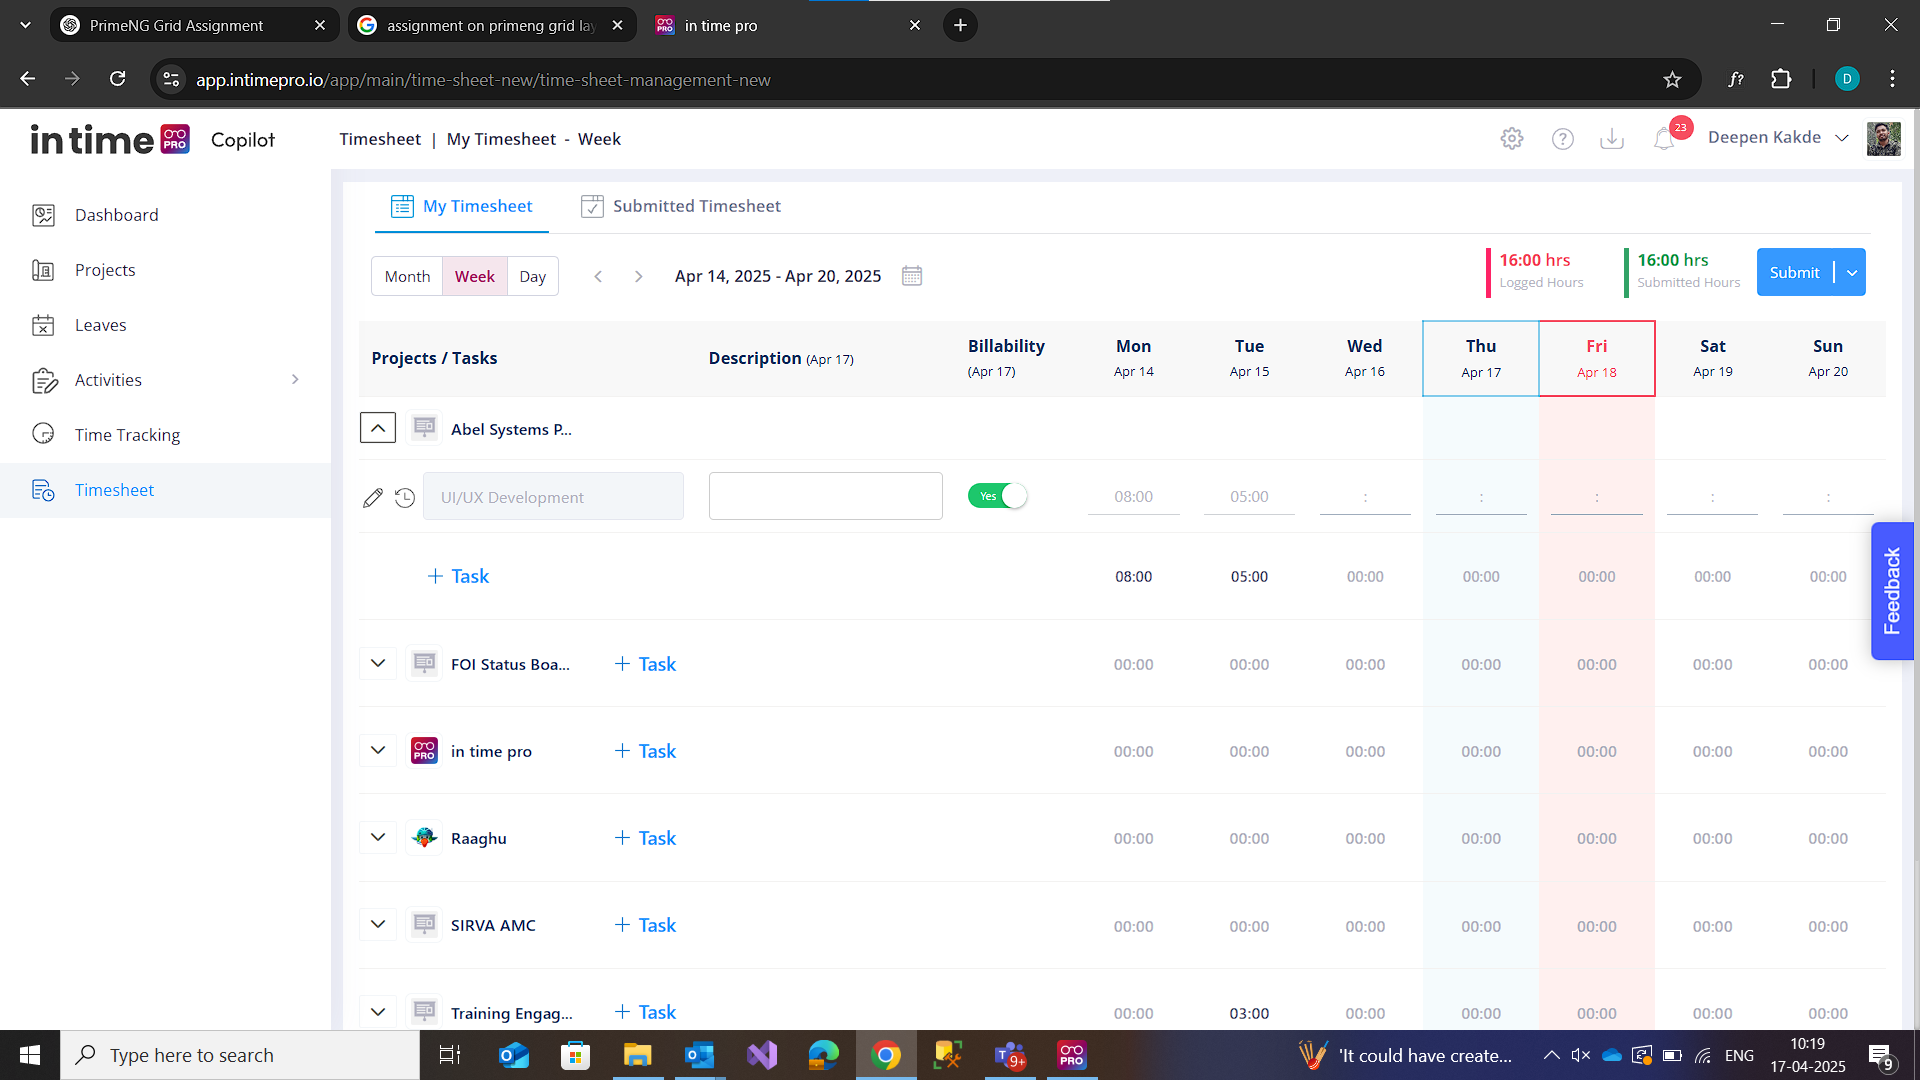 PrimeNG Grid Assignment
assignment on primeng grid lay
in time pro
app.intimepro.io/app/main/time-sheet-new/time-sheet-management-new
f?
D
in time PRO
Copilot
Timesheet | My Timesheet - Week
23
Deepen Kakde
Dashboard
Projects
Leaves
Activities
Time Tracking
Timesheet
My Timesheet
Submitted Timesheet
Month
Week
Day
Apr 14, 2025 - Apr 20, 2025
16:00 hrs
Logged Hours
16:00 hrs
Submitted Hours
Submit
Projects / Tasks
Description (Apr 17)
Billability
(Apr 17)
Mon
Apr 14
Tue
Apr 15
Wed
Apr 16
Thu
Apr 17
Fri
Apr 18
Sat
Apr 19
Sun
Apr 20
Abel Systems P...
UI/UX Development
Yes
08:00 05:00 : : : : :
+ Task
08:00 05:00 00:00 00:00 00:00 00:00 00:00
FOI Status Boa... + Task 00:00 00:00 00:00 00:00 00:00 00:00 00:00
PRO in time pro + Task 00:00 00:00 00:00 00:00 00:00 00:00 00:00
Raaghu + Task 00:00 00:00 00:00 00:00 00:00 00:00 00:00
SIRVA AMC + Task 00:00 00:00 00:00 00:00 00:00 00:00 00:00
Training Engag... + Task 00:00 03:00 00:00 00:00 00:00 00:00 00:00
Feedback
Type here to search
9+
PRO
'It could have create...
ENG
10:19
17-04-2025
9